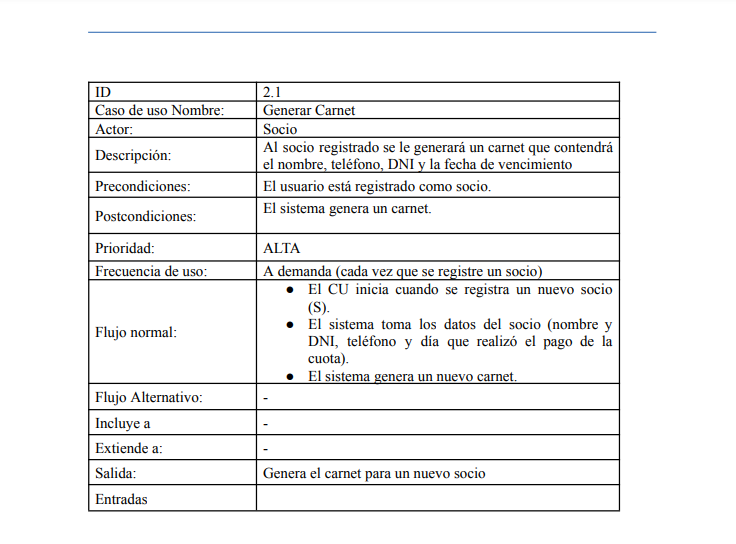 ID 2.1
Caso de uso Nombre: Generar Carnet
Actor: Socio
Descripción: Al socio registrado se le generará un carnet que contendrá
el nombre, teléfono, DNI y la fecha de vencimiento
Precondiciones: El usuario está registrado como socio.
Postcondiciones: El sistema genera un carnet.
Prioridad: ALTA
Frecuencia de uso: A demanda (cada vez que se registre un socio)
Flujo normal:
● El CU inicia cuando se registra un nuevo socio
(S).
● El sistema toma los datos del socio (nombre y
DNI, teléfono y día que realizó el pago de la
cuota).
● El sistema genera un nuevo carnet.
Flujo Alternativo: -
Incluye a -
Extiende a: -
Salida: Genera el carnet para un nuevo socio
Entradas